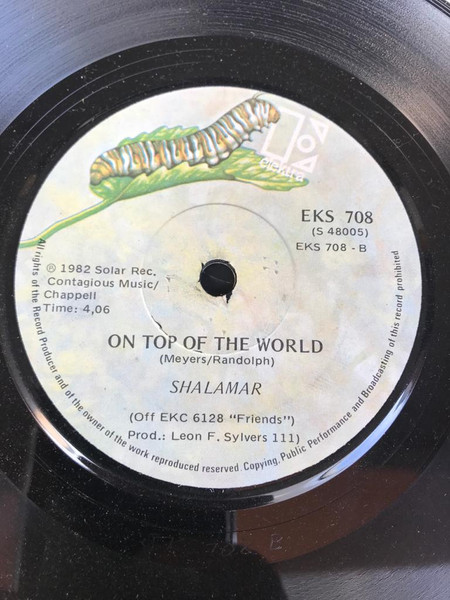 elektra
EKS 708
(S 48005)
EKS 708 - B
℗ 1982 Solar Rec.
Contagious Music/
Chappell
Time: 4,06
ON TOP OF THE WORLD
(Meyers/Randolph)
SHALAMAR
(Off EKC 6128 "Friends")
Prod.: Leon F. Sylvers 111)
All rights of the Record Producer and of the owner of the work reproduced reserved. Copying, Public Performance and Broadcasting of this record prohibited